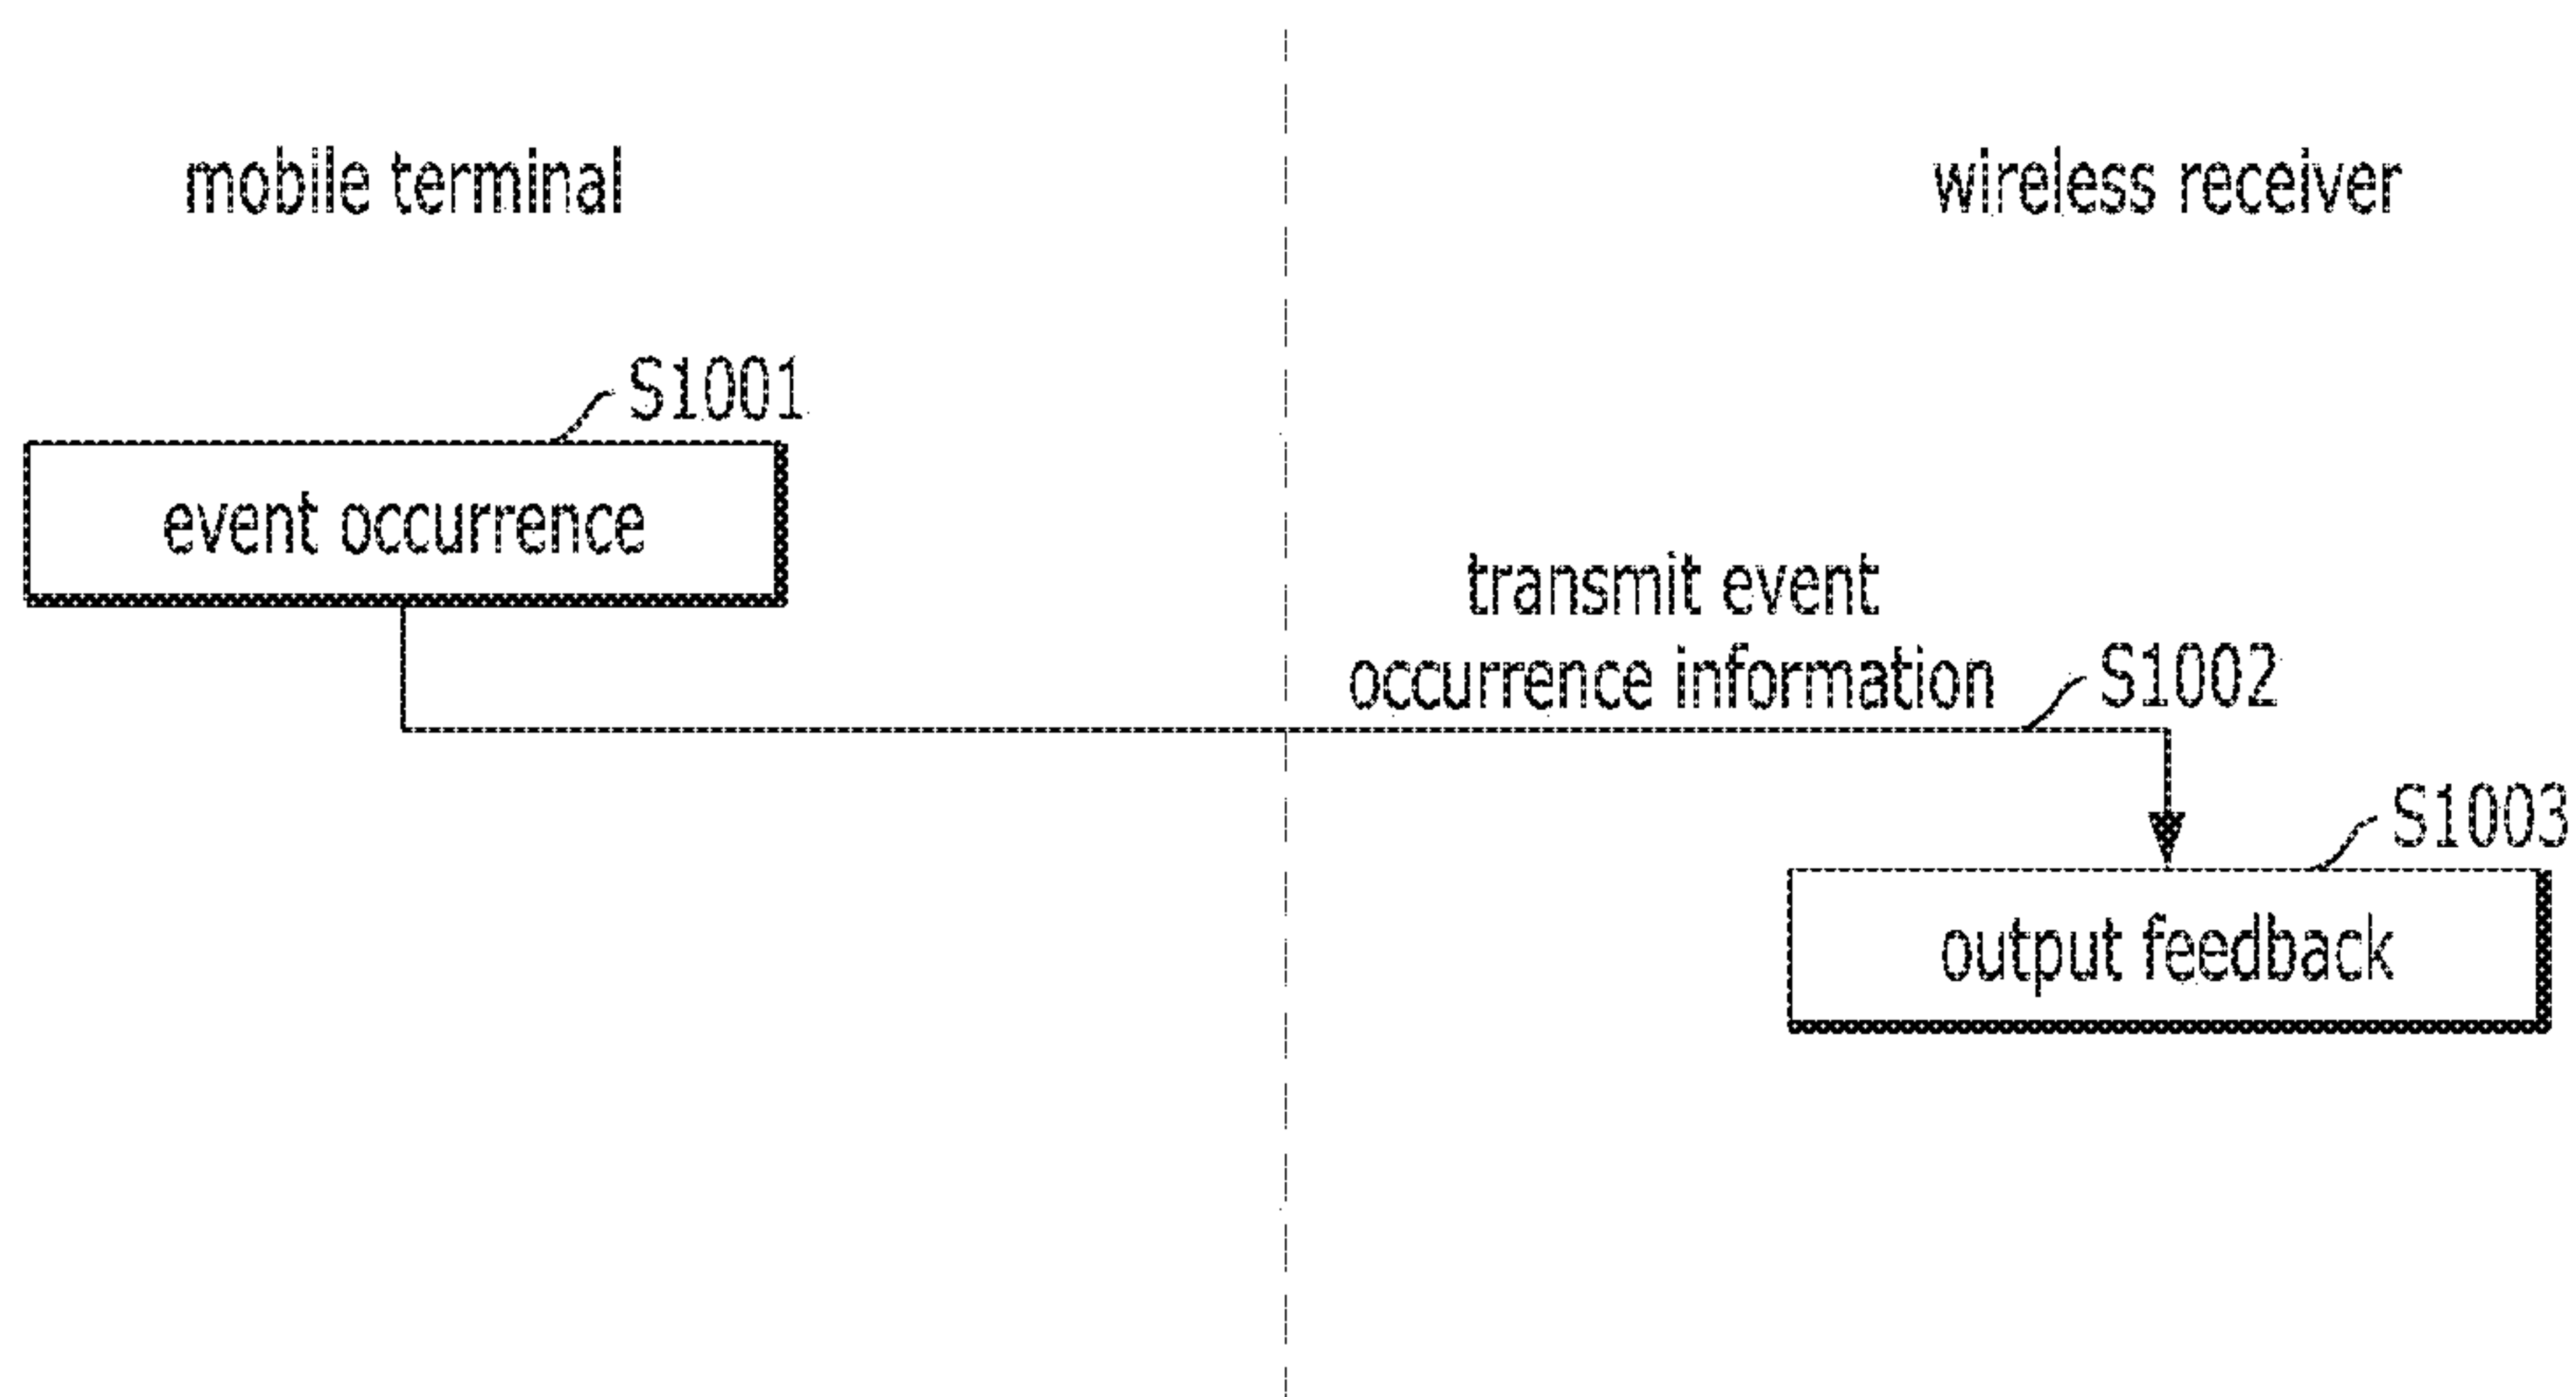 mobile terminal
wireless receiver
S1001
event occurrence
transmit event
occurrence information
S1002
S1003
output feedback